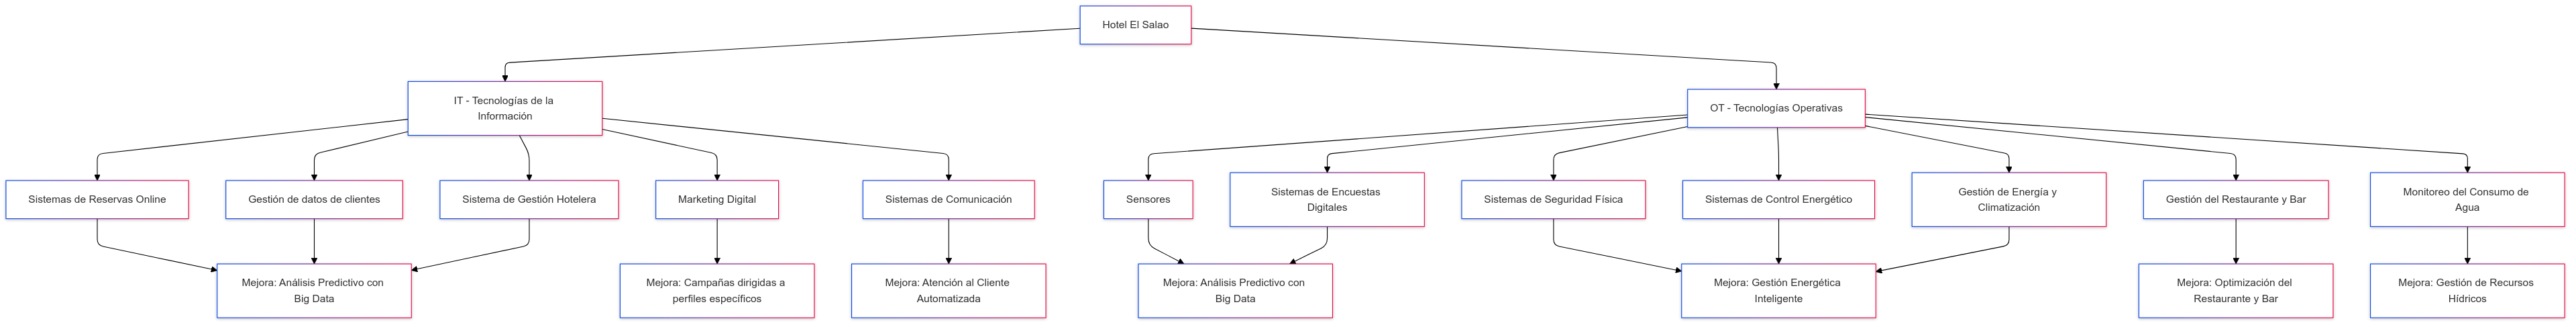 Hotel El Salao
IT - Tecnologías de la
Información
OT - Tecnologías Operativas
Sistemas de Reservas Online
Gestión de datos de clientes
Sistema de Gestión Hotelera
Marketing Digital
Sistemas de Comunicación
Sensores
Sistemas de Encuestas
Digitales
Sistemas de Seguridad Física
Sistemas de Control Energético
Gestión de Energía y
Climatización
Gestión del Restaurante y Bar
Monitoreo del Consumo de
Agua
Mejora: Análisis Predictivo con
Big Data
Mejora: Campañas dirigidas a
perfiles específicos
Mejora: Atención al Cliente
Automatizada
Mejora: Análisis Predictivo con
Big Data
Mejora: Gestión Energética
Inteligente
Mejora: Optimización del
Restaurante y Bar
Mejora: Gestión de Recursos
Hídricos